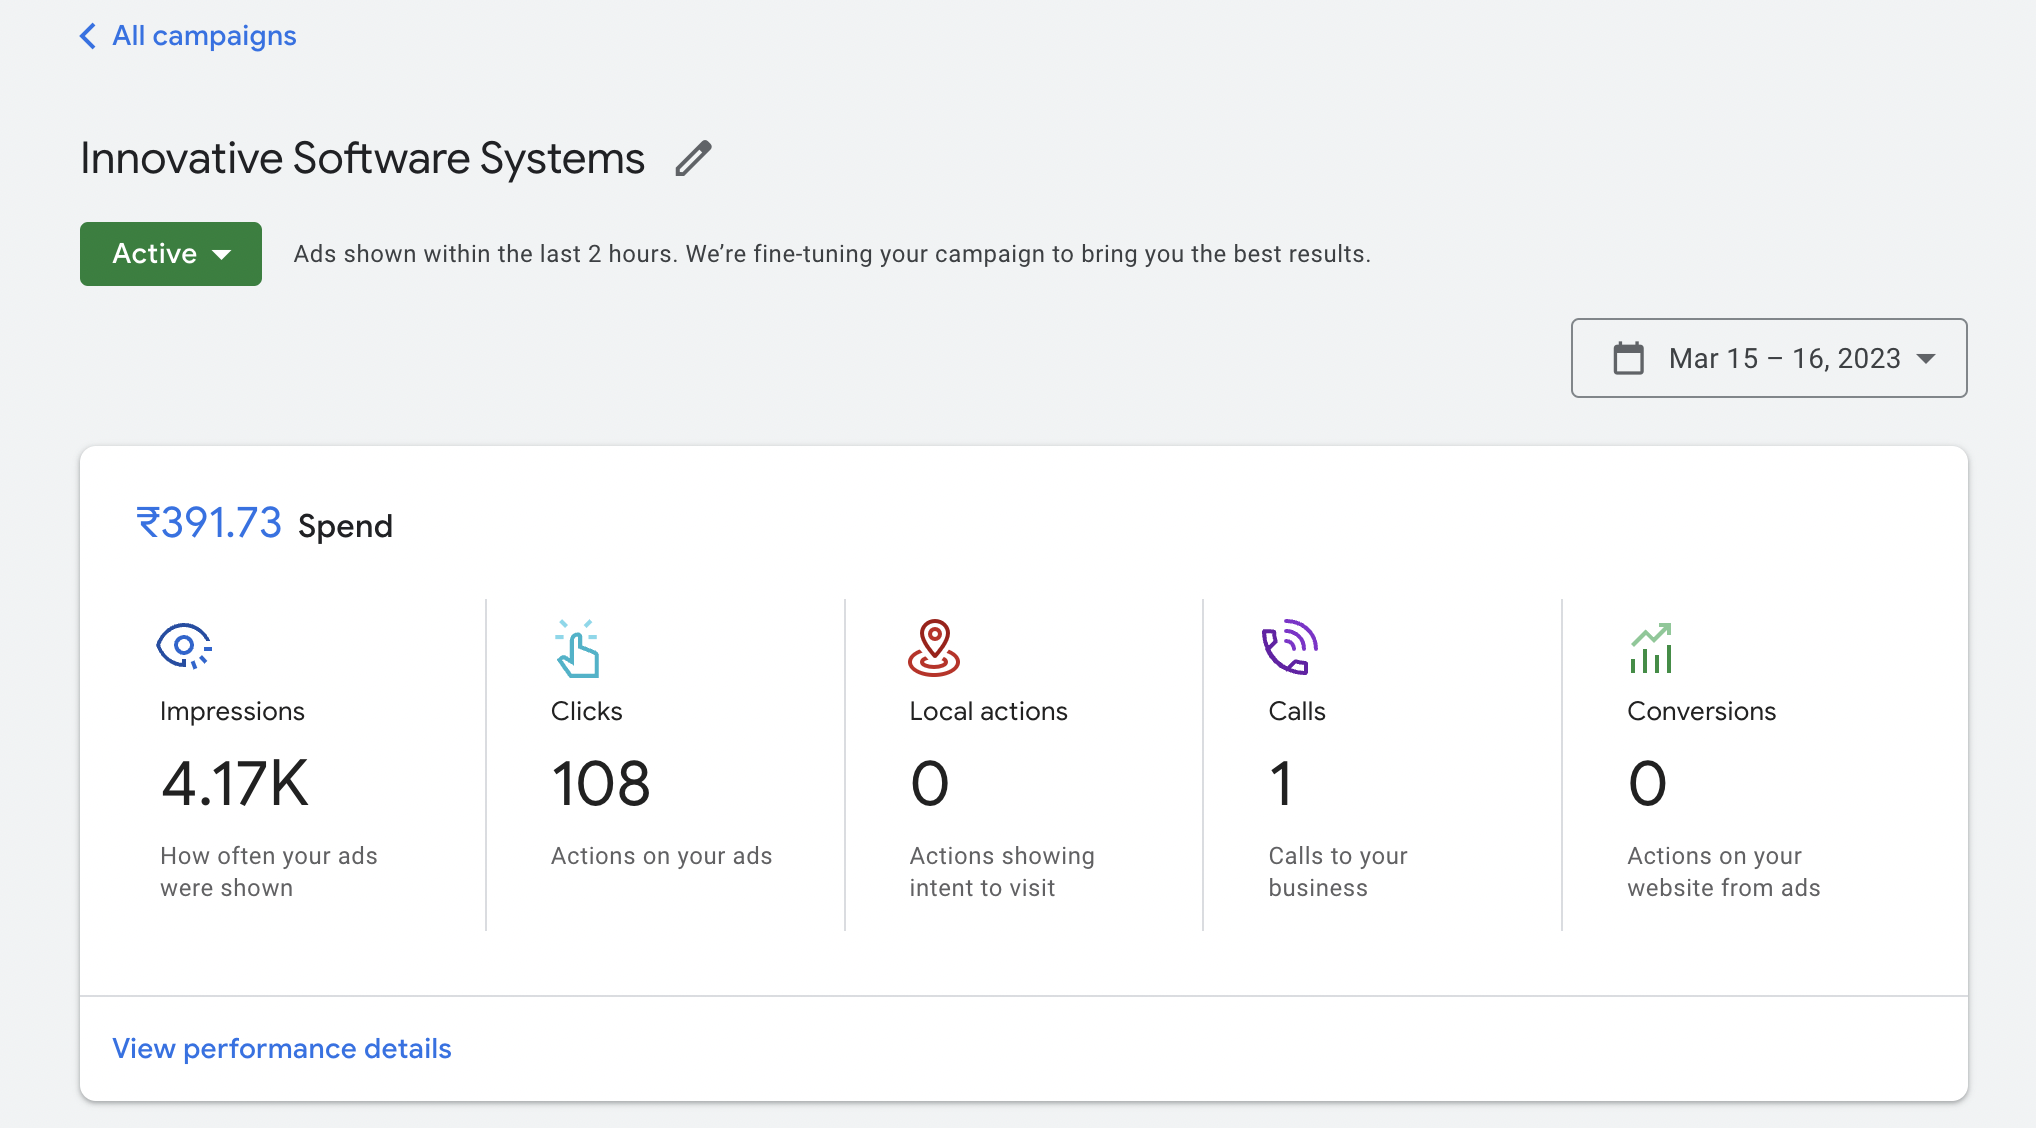 All campaigns
Innovative Software Systems
Active
Ads shown within the last 2 hours. We’re fine-tuning your campaign to bring you the best results.
Mar 15 – 16, 2023
₹391.73 Spend
Impressions
4.17K
How often your ads
were shown
Clicks
108
Actions on your ads
Local actions
0
Actions showing
intent to visit
Calls
1
Calls to your
business
Conversions
0
Actions on your
website from ads
View performance details